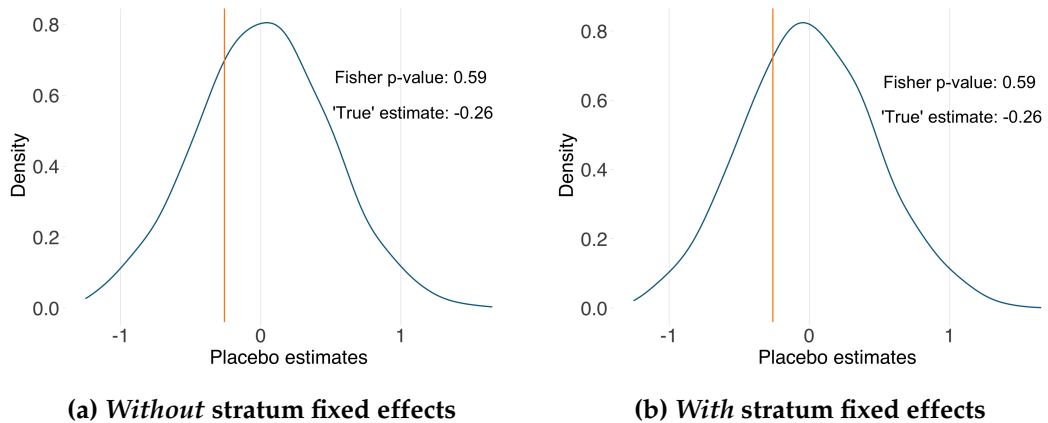 0.8
0.6
0.4
0.2
0.0
Density
Fisher p-value: 0.59
'True' estimate: -0.26
-1 0 1
Placebo estimates
(a) Without stratum fixed effects
0.8
0.6
0.4
0.2
0.0
Density
Fisher p-value: 0.59
'True' estimate: -0.26
-1 0 1
Placebo estimates
(b) With stratum fixed effects